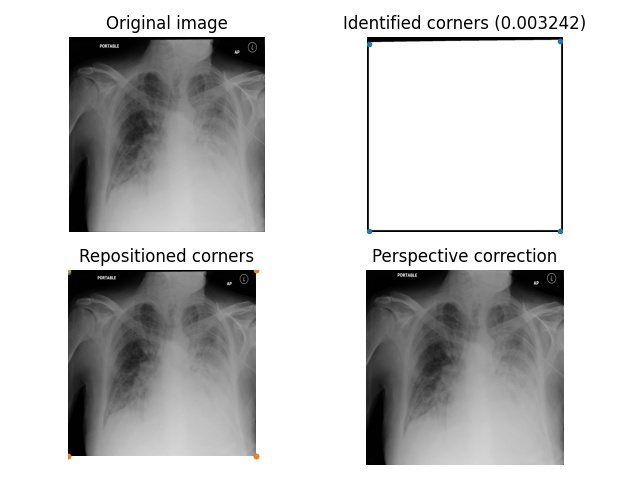 Original image
PORTABLE
AP
L
Identified corners (0.003242)
Repositioned corners
PORTABLE
AP
L
Perspective correction
PORTABLE
AP
L